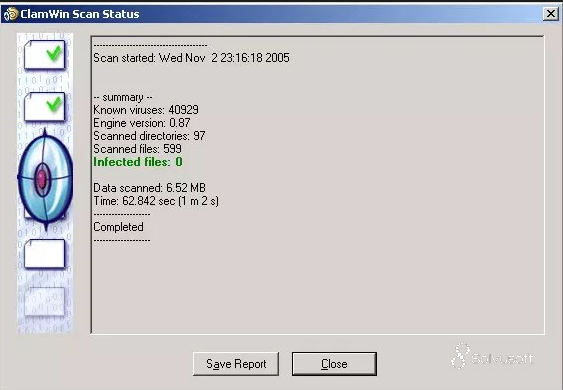 ClamWin Scan Status
--------------------------------------
Scan started: Wed Nov  2 23:16:18 2005
-- summary --
Known viruses: 40929
Engine version: 0.87
Scanned directories: 97
Scanned files: 599
Infected files: 0
Data scanned: 6.52 MB
Time: 62.842 sec (1 m 2 s)
-------------------
Completed
-------------------
Save Report
Close
Solvusoft